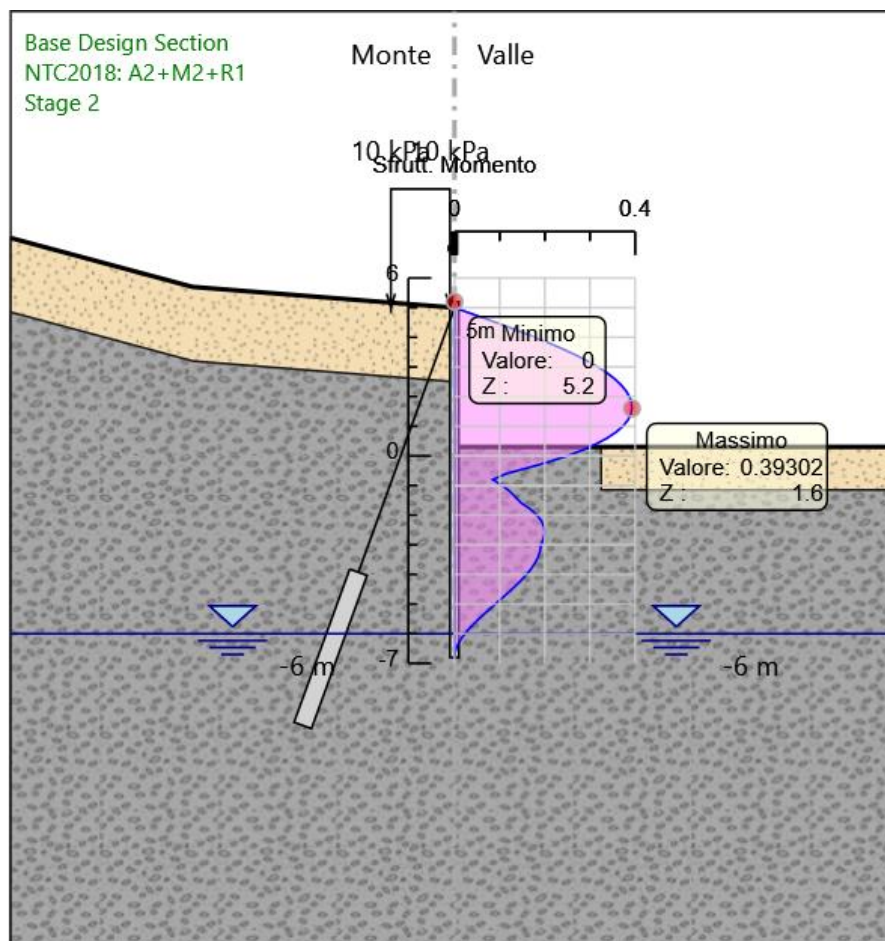 Base Design Section
NTC2018: A2+M2+R1
Stage 2
Monte
Valle
10 kPa
10 kPa
Sfrutt. Momento
0
0.4
6
5m
Minimo
Valore: 0
Z : 5.2
0
Massimo
Valore: 0.39302
Z : 1.6
-7
-6 m
-6 m